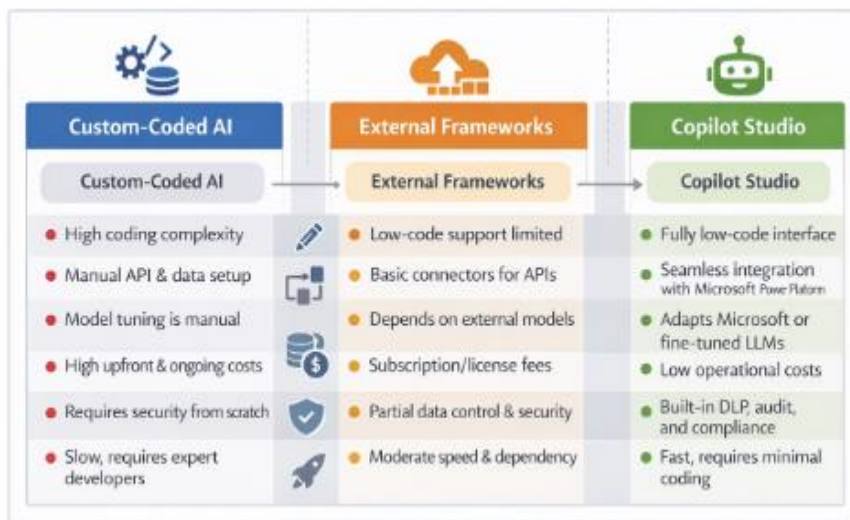 Custom-Coded AI
External Frameworks
Copilot Studio
Custom-Coded AI
External Frameworks
Copilot Studio
High coding complexity
Low-code support limited
Fully low-code interface
Manual API & data setup
Basic connectors for APIs
Seamless integration
with Microsoft Power Platform
Model tuning is manual
Depends on external models
Adapts Microsoft or
fine-tuned LLMs
High upfront & ongoing costs
Subscription/license fees
Low operational costs
Requires security from scratch
Partial data control & security
Built-in DLP, audit,
and compliance
Slow, requires expert
developers
Moderate speed & dependency
Fast, requires minimal
coding